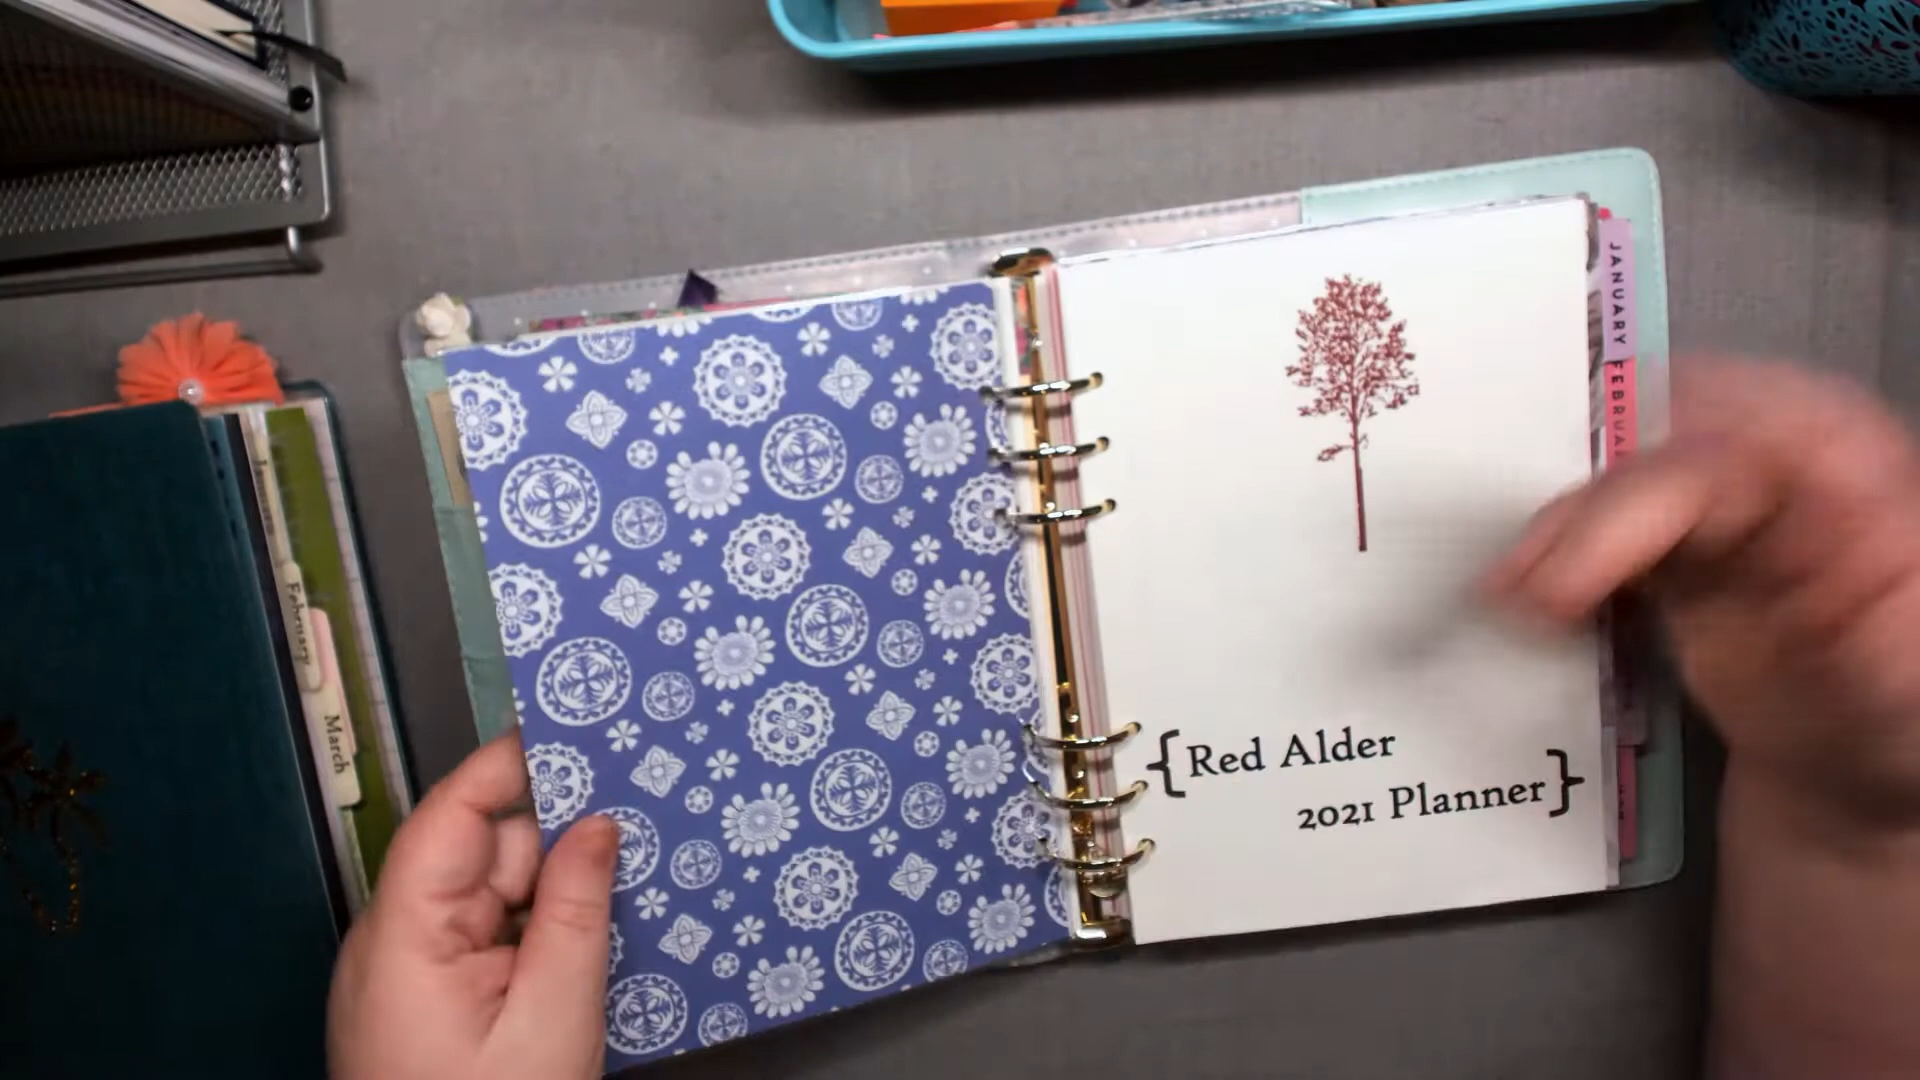 {Red Alder
2021 Planner}
JANUARY
FEBRUA
February
March